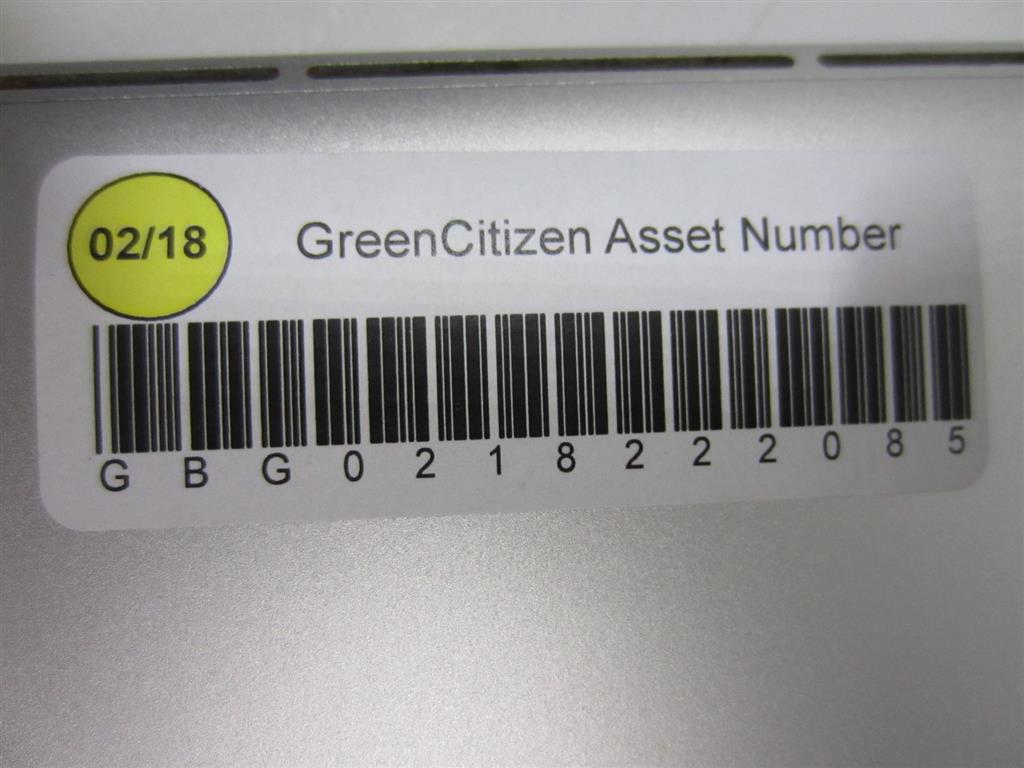 02/18
GreenCitizen Asset Number
G B G 0 2 1 8 2 2 2 0 8 5